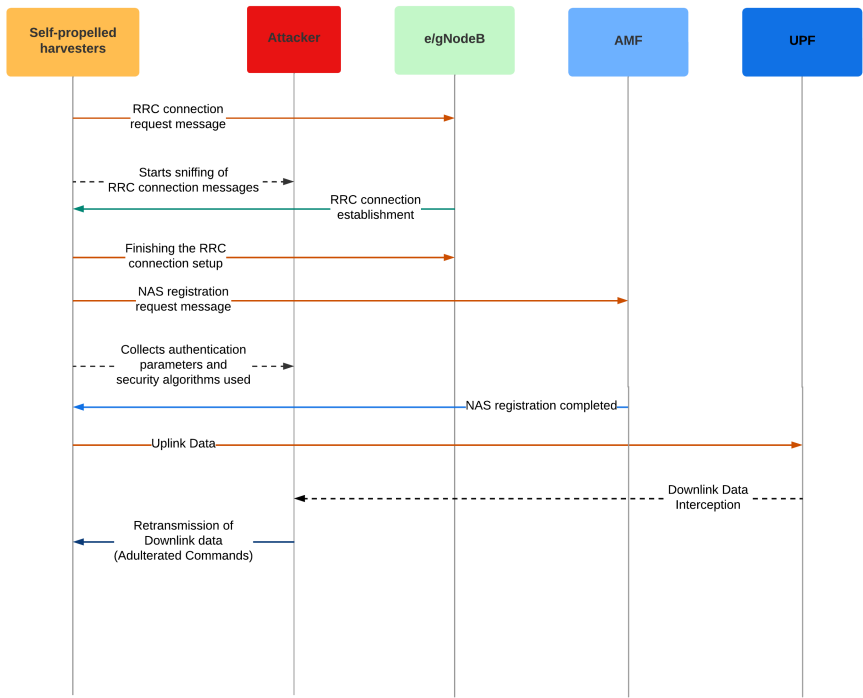 Self-propelled
harvesters
Attacker
e/gNodeB
AMF
UPF
RRC connection
request message
Starts sniffing of
RRC connection messages
RRC connection
establishment
Finishing the RRC
connection setup
NAS registration
request message
Collects authentication
parameters and
security algorithms used
NAS registration completed
Uplink Data
Downlink Data
Interception
Retransmission of
Downlink data
(Adulterated Commands)